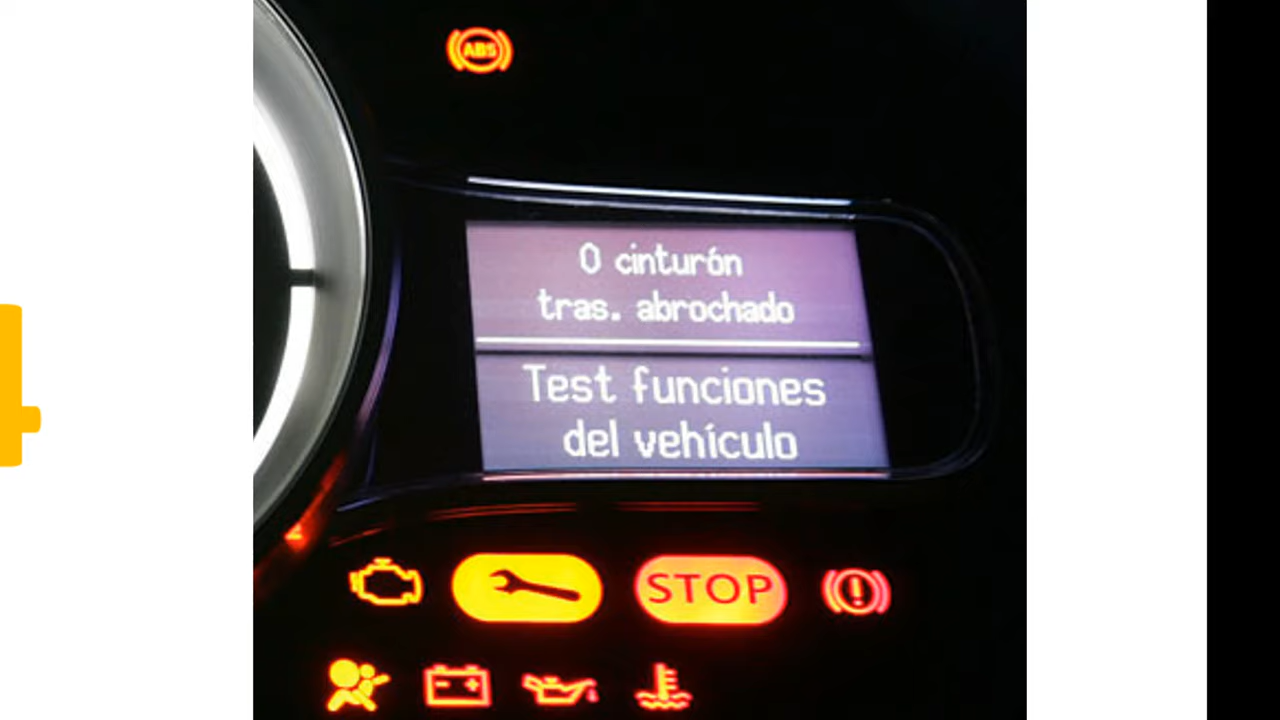 ABS
0 cinturón
tras. abrochado
Test funciones
del vehículo
STOP